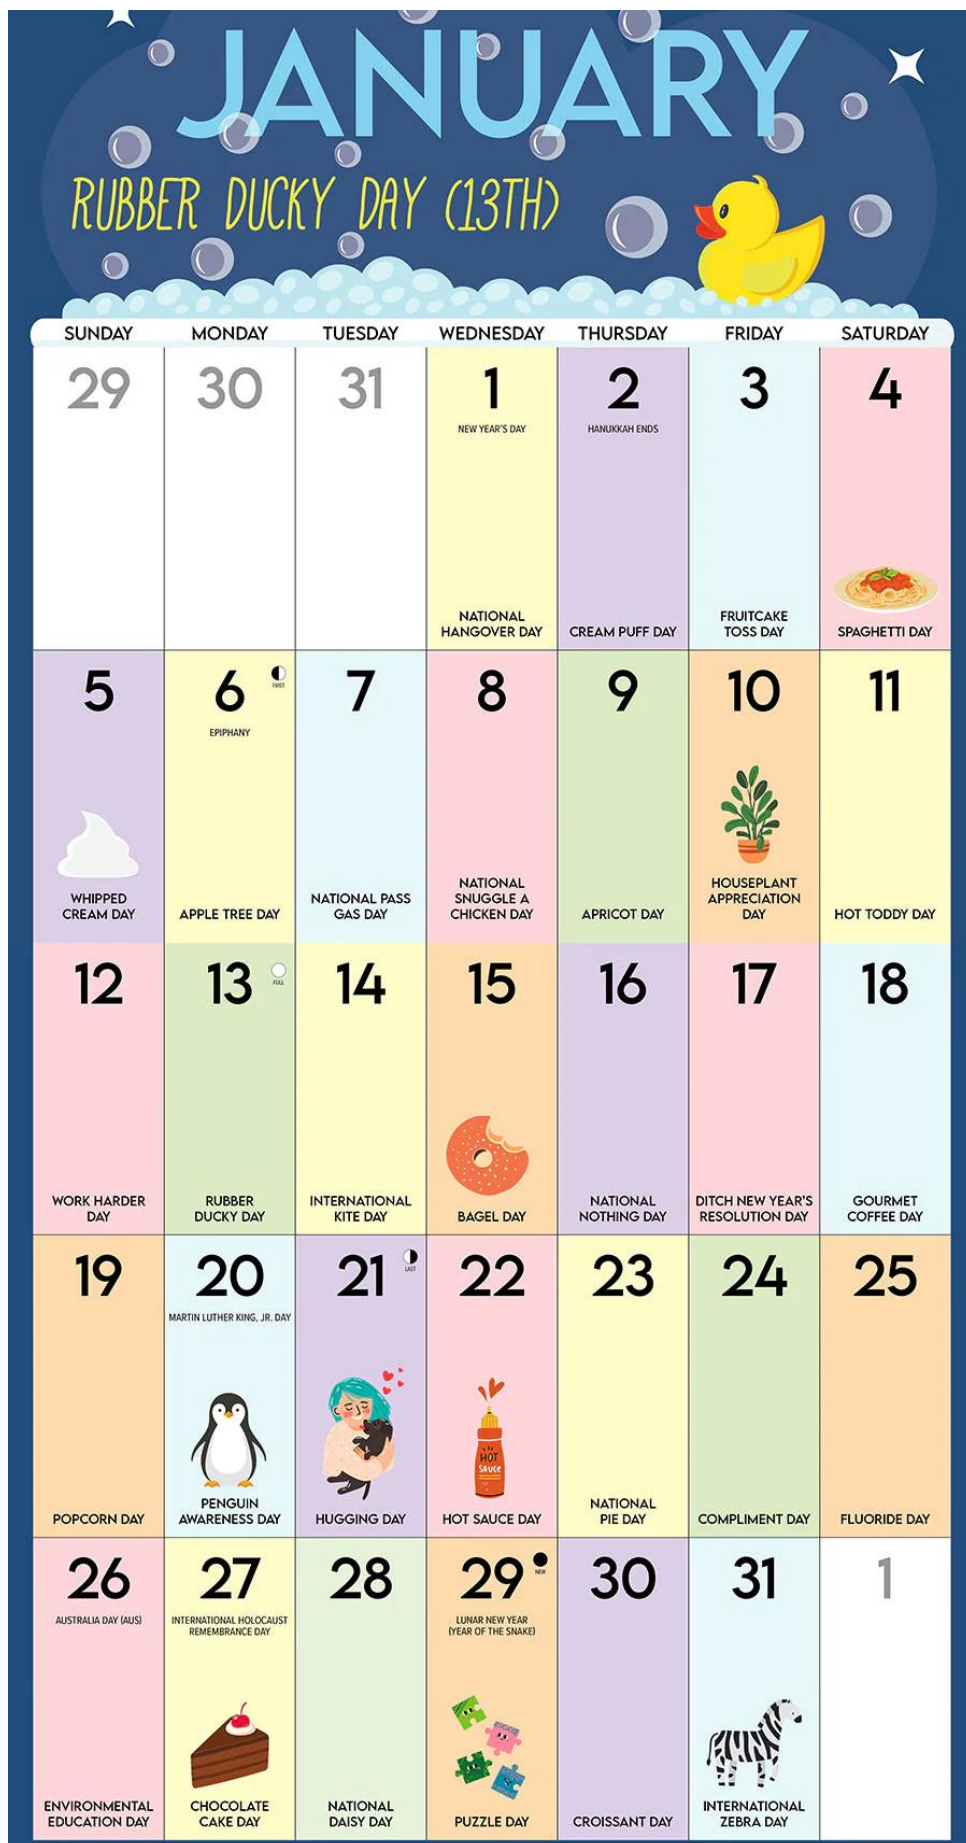 JANUARY
RUBBER DUCKY DAY (13TH)
SUNDAY MONDAY TUESDAY WEDNESDAY THURSDAY FRIDAY SATURDAY
29 30 31 1 2 3 4
NEW YEAR'S DAY
HANUKKAH ENDS
NATIONAL
HANGOVER DAY
CREAM PUFF DAY
FRUITCAKE
TOSS DAY
SPAGHETTI DAY
5 6 7 8 9 10 11
FIRST
EPIPHANY
WHIPPED
CREAM DAY
APPLE TREE DAY
NATIONAL PASS
GAS DAY
NATIONAL
SNUGGLE A
CHICKEN DAY
APRICOT DAY
HOUSEPLANT
APPRECIATION
DAY
HOT TODDY DAY
12 13 14 15 16 17 18
FULL
WORK HARDER
DAY
RUBBER
DUCKY DAY
INTERNATIONAL
KITE DAY
BAGEL DAY
NATIONAL
NOTHING DAY
DITCH NEW YEAR'S
RESOLUTION DAY
GOURMET
COFFEE DAY
19 20 21 22 23 24 25
MARTIN LUTHER KING, JR. DAY
LAST
HOT
SAUCE
POPCORN DAY
PENGUIN
AWARENESS DAY
HUGGING DAY
HOT SAUCE DAY
NATIONAL
PIE DAY
COMPLIMENT DAY
FLUORIDE DAY
26 27 28 29 30 31 1
NEW
AUSTRALIA DAY (AUS)
INTERNATIONAL HOLOCAUST
REMEMBRANCE DAY
LUNAR NEW YEAR
(YEAR OF THE SNAKE)
ENVIRONMENTAL
EDUCATION DAY
CHOCOLATE
CAKE DAY
NATIONAL
DAISY DAY
PUZZLE DAY
CROISSANT DAY
INTERNATIONAL
ZEBRA DAY